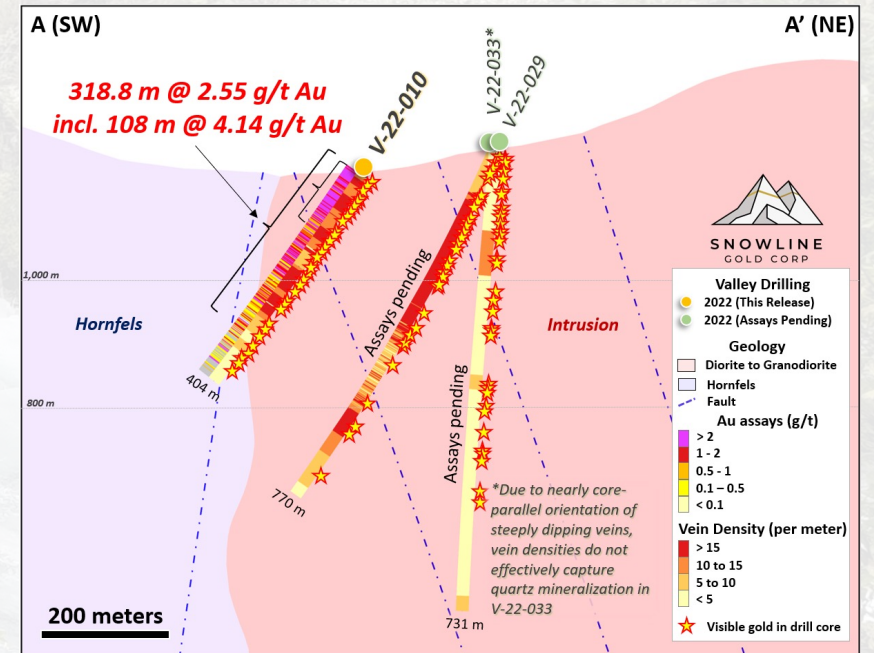 A (SW)
A’ (NE)
318.8 m @ 2.55 g/t Au
incl. 108 m @ 4.14 g/t Au
V-22-010
V-22-033*
V-22-029
SNOWLINE
GOLD CORP
1,000 m
Hornfels
Assays pending
Intrusion
404 m
800 m
Assays pending
770 m
*Due to nearly core-
parallel orientation of
steeply dipping veins,
vein densities do not
effectively capture
quartz mineralization in
V-22-033
731 m
200 meters
Valley Drilling
2022 (This Release)
2022 (Assays Pending)
Geology
Diorite to Granodiorite
Hornfels
Fault
Au assays (g/t)
> 2
1 - 2
0.5 - 1
0.1 – 0.5
< 0.1
Vein Density (per meter)
> 15
10 to 15
5 to 10
< 5
Visible gold in drill core